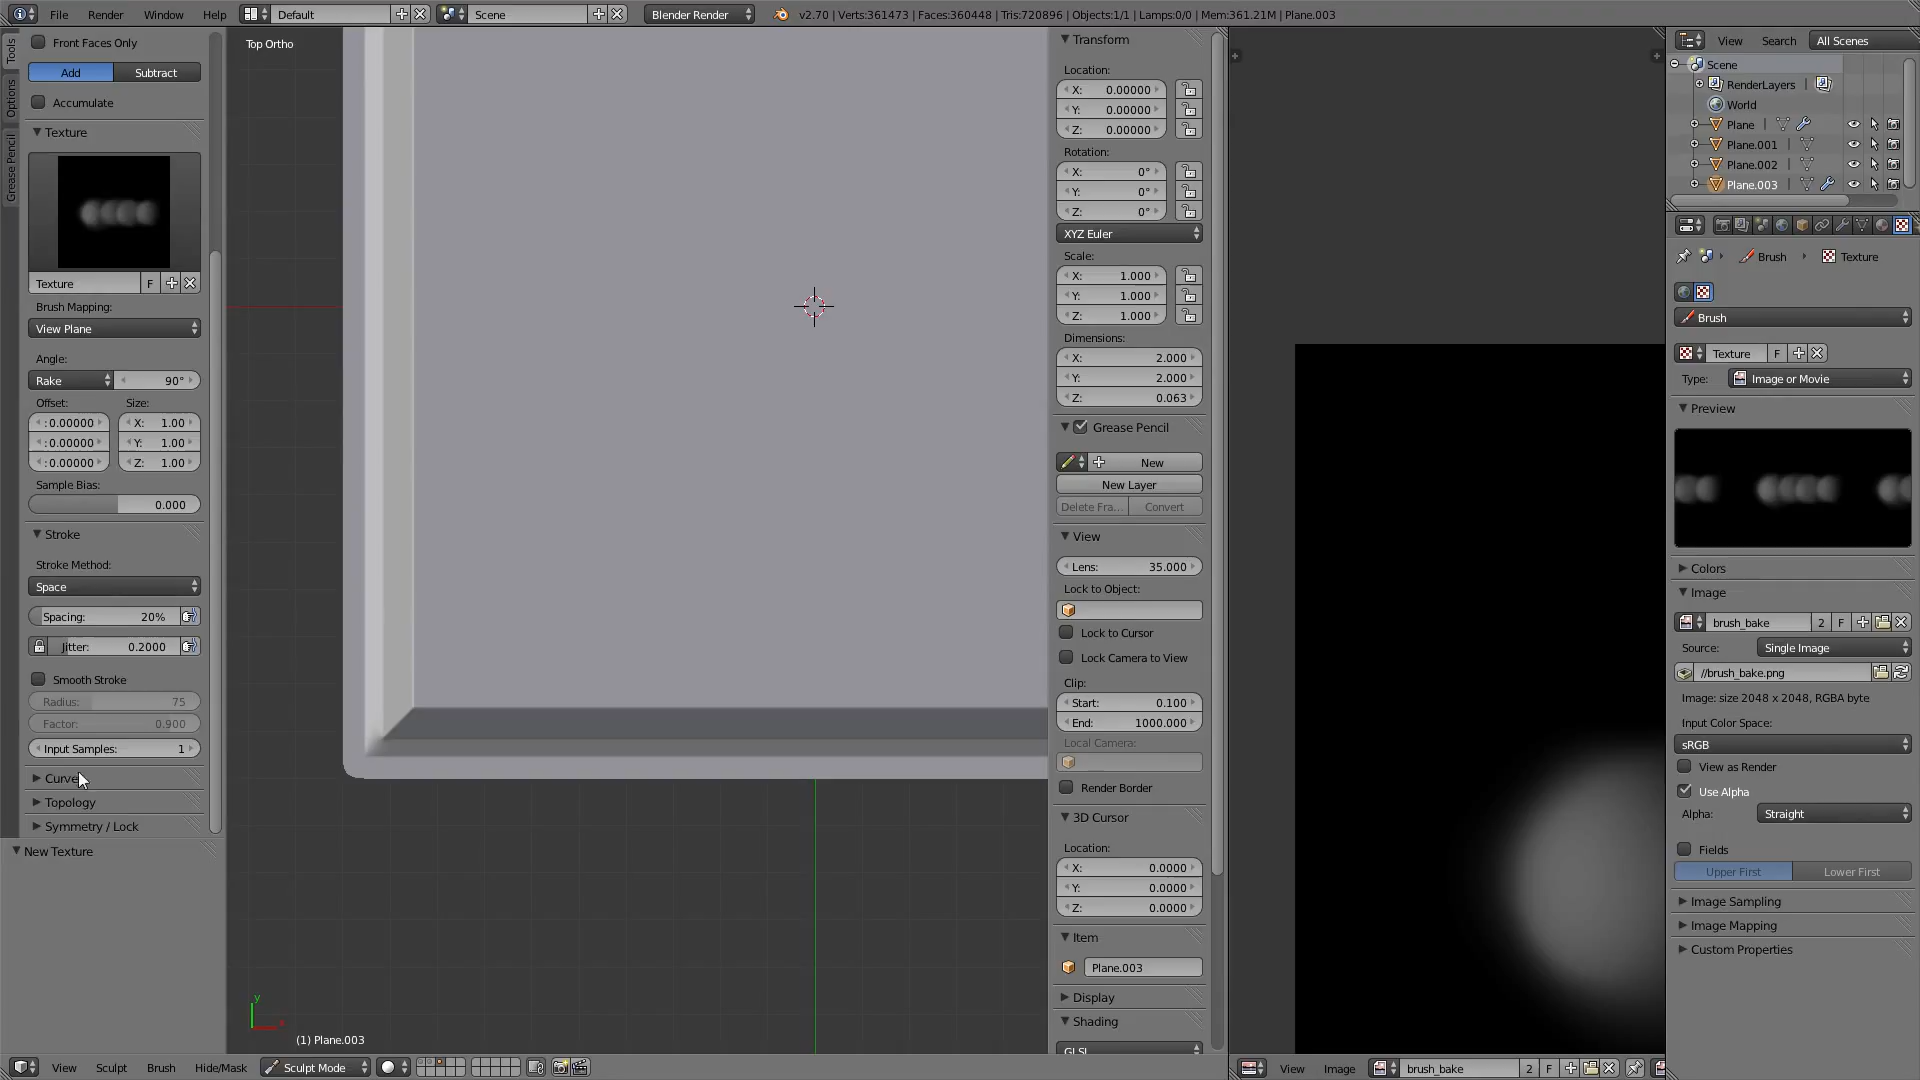 File Render Window Help Default Scene Blender Render v2.70 | Verts:361473 | Faces:360448 | Tris:720896 | Objects:1/1 | Lamps:0/0 | Mem:361.21M | Plane.003
Tools
Options
Grease Pencil
Front Faces Only
Add Subtract
Accumulate
Texture
Texture F
Brush Mapping:
View Plane
Angle:
Rake 90°
Offset: Size:
:0.00000 X: 1.00
:0.00000 Y: 1.00
:0.00000 Z: 1.00
Sample Bias:
0.000
Stroke
Stroke Method:
Space
Spacing: 20%
Jitter: 0.2000
Smooth Stroke
Radius: 75
Factor: 0.900
Input Samples: 1
Curve
Topology
Symmetry / Lock
New Texture
Top Ortho
y
x
(1) Plane.003
Transform
Location:
X: 0.00000
Y: 0.00000
Z: 0.00000
Rotation:
X: 0°
Y: 0°
Z: 0°
XYZ Euler
Scale:
X: 1.000
Y: 1.000
Z: 1.000
Dimensions:
X: 2.000
Y: 2.000
Z: 0.063
Grease Pencil
New
New Layer
Delete Fra... Convert
View
Lens: 35.000
Lock to Object:
Lock to Cursor
Lock Camera to View
Clip:
Start: 0.100
End: 1000.000
Local Camera:
Render Border
3D Cursor
Location:
X: 0.0000
Y: 0.0000
Z: 0.0000
Item
Plane.003
Display
Shading
GLSL
View Search All Scenes
Scene
RenderLayers |
World
Plane |
Plane.001 |
Plane.002 |
Plane.003 |
Brush Texture
Brush
Texture F
Type: Image or Movie
Preview
Colors
Image
brush_bake 2 F
Source: Single Image
//brush_bake.png
Image: size 2048 x 2048, RGBA byte
Input Color Space:
sRGB
View as Render
Use Alpha
Alpha: Straight
Fields
Upper First Lower First
Image Sampling
Image Mapping
Custom Properties
View Sculpt Brush Hide/Mask Sculpt Mode
View Image brush_bake 2 F